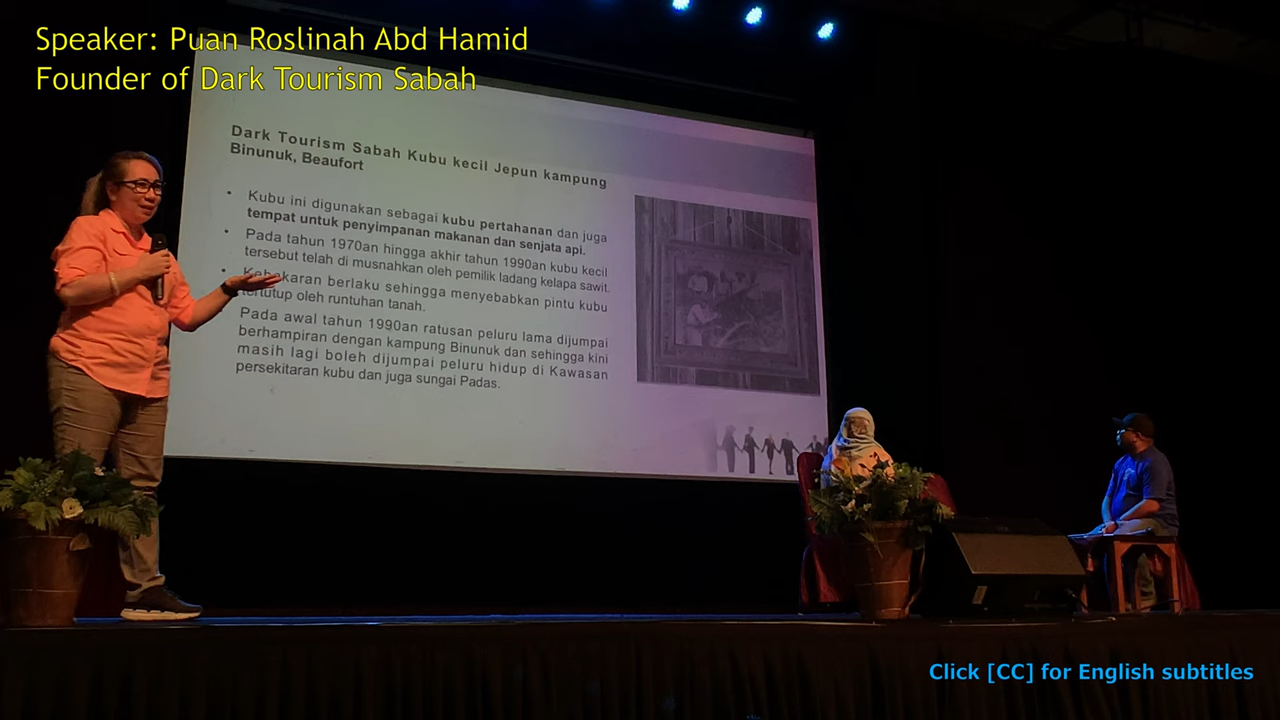 Speaker: Puan Roslinah Abd Hamid
Founder of Dark Tourism Sabah
Dark Tourism Sabah Kubu kecil Jepun kampung
Binunuk, Beaufort
• Kubu ini digunakan sebagai kubu pertahanan dan juga
tempat untuk penyimpanan makanan dan senjata api.
• Pada tahun 1970an hingga akhir tahun 1990an kubu kecil
tersebut telah di musnahkan oleh pemilik ladang kelapa sawit.
• Kebakaran berlaku sehingga menyebabkan pintu kubu
tertutup oleh runtuhan tanah.
Pada awal tahun 1990an ratusan peluru lama dijumpai
berhampiran dengan kampung Binunuk dan sehingga kini
masih lagi boleh dijumpai peluru hidup di Kawasan
persekitaran kubu dan juga sungai Padas.
Click [CC] for English subtitles